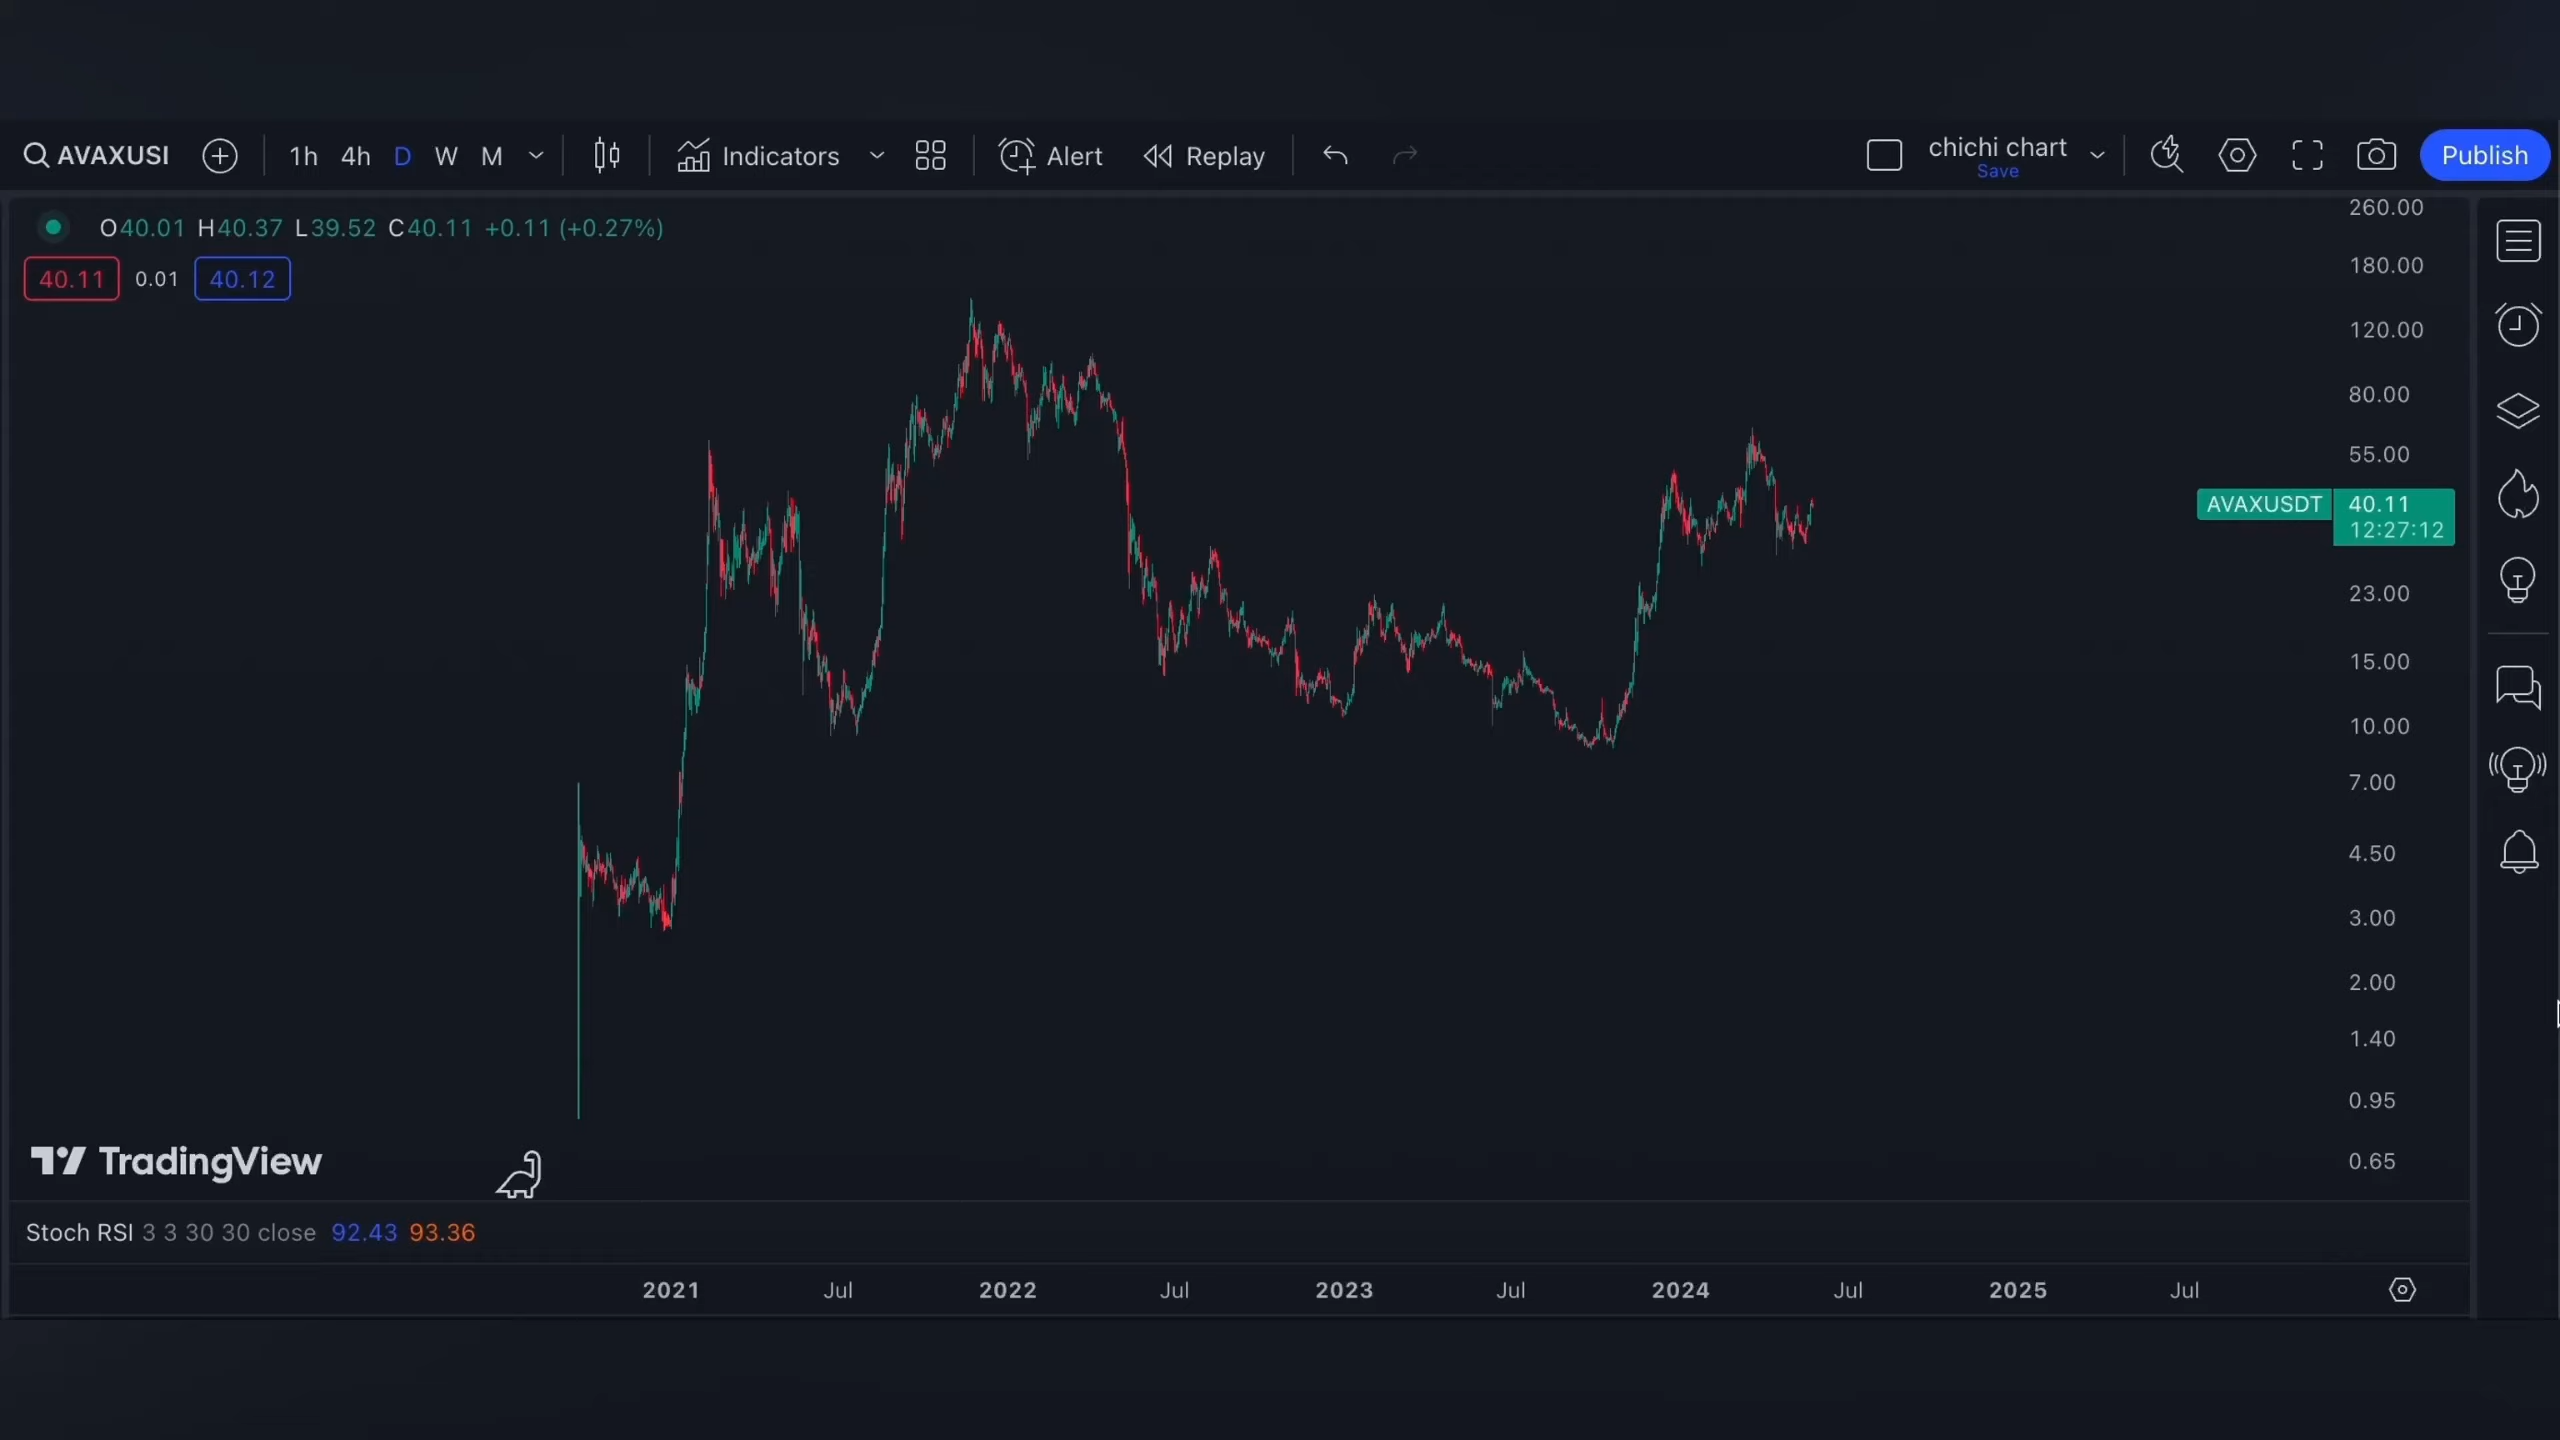 AVAXUSI 1h 4h D W M Indicators Alert Replay chichi chart Publish
Save
O40.01 H40.37 L39.52 C40.11 +0.11 (+0.27%)
40.11 0.01 40.12
260.00
180.00
120.00
80.00
55.00
AVAXUSDT 40.11
12:27:12
23.00
15.00
10.00
7.00
4.50
3.00
2.00
1.40
0.95
0.65
TradingView
Stoch RSI 3 3 30 30 close 92.43 93.36
2021 Jul 2022 Jul 2023 Jul 2024 Jul 2025 Jul